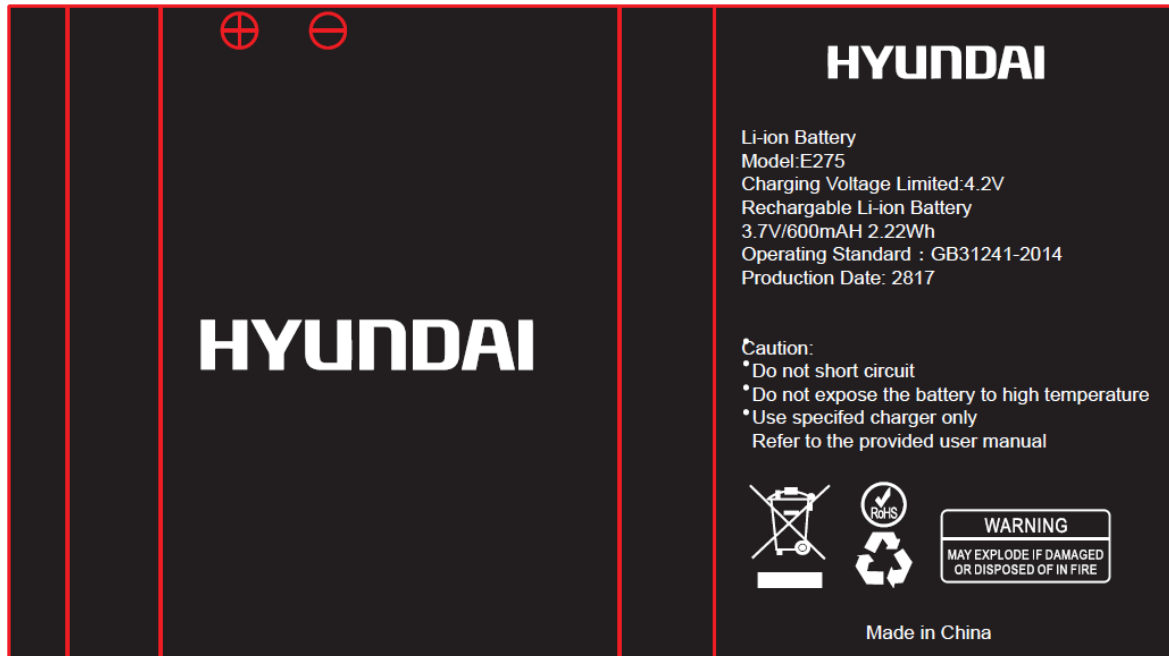 HYUNDAI
HYUNDAI
Li-ion Battery
Model:E275
Charging Voltage Limited:4.2V
Rechargable Li-ion Battery
3.7V/600mAH 2.22Wh
Operating Standard：GB31241-2014
Production Date: 2817
Caution:
•Do not short circuit
•Do not expose the battery to high temperature
•Use specifed charger only
Refer to the provided user manual
RoHS
WARNING
MAY EXPLODE IF DAMAGED
OR DISPOSED OF IN FIRE
Made in China